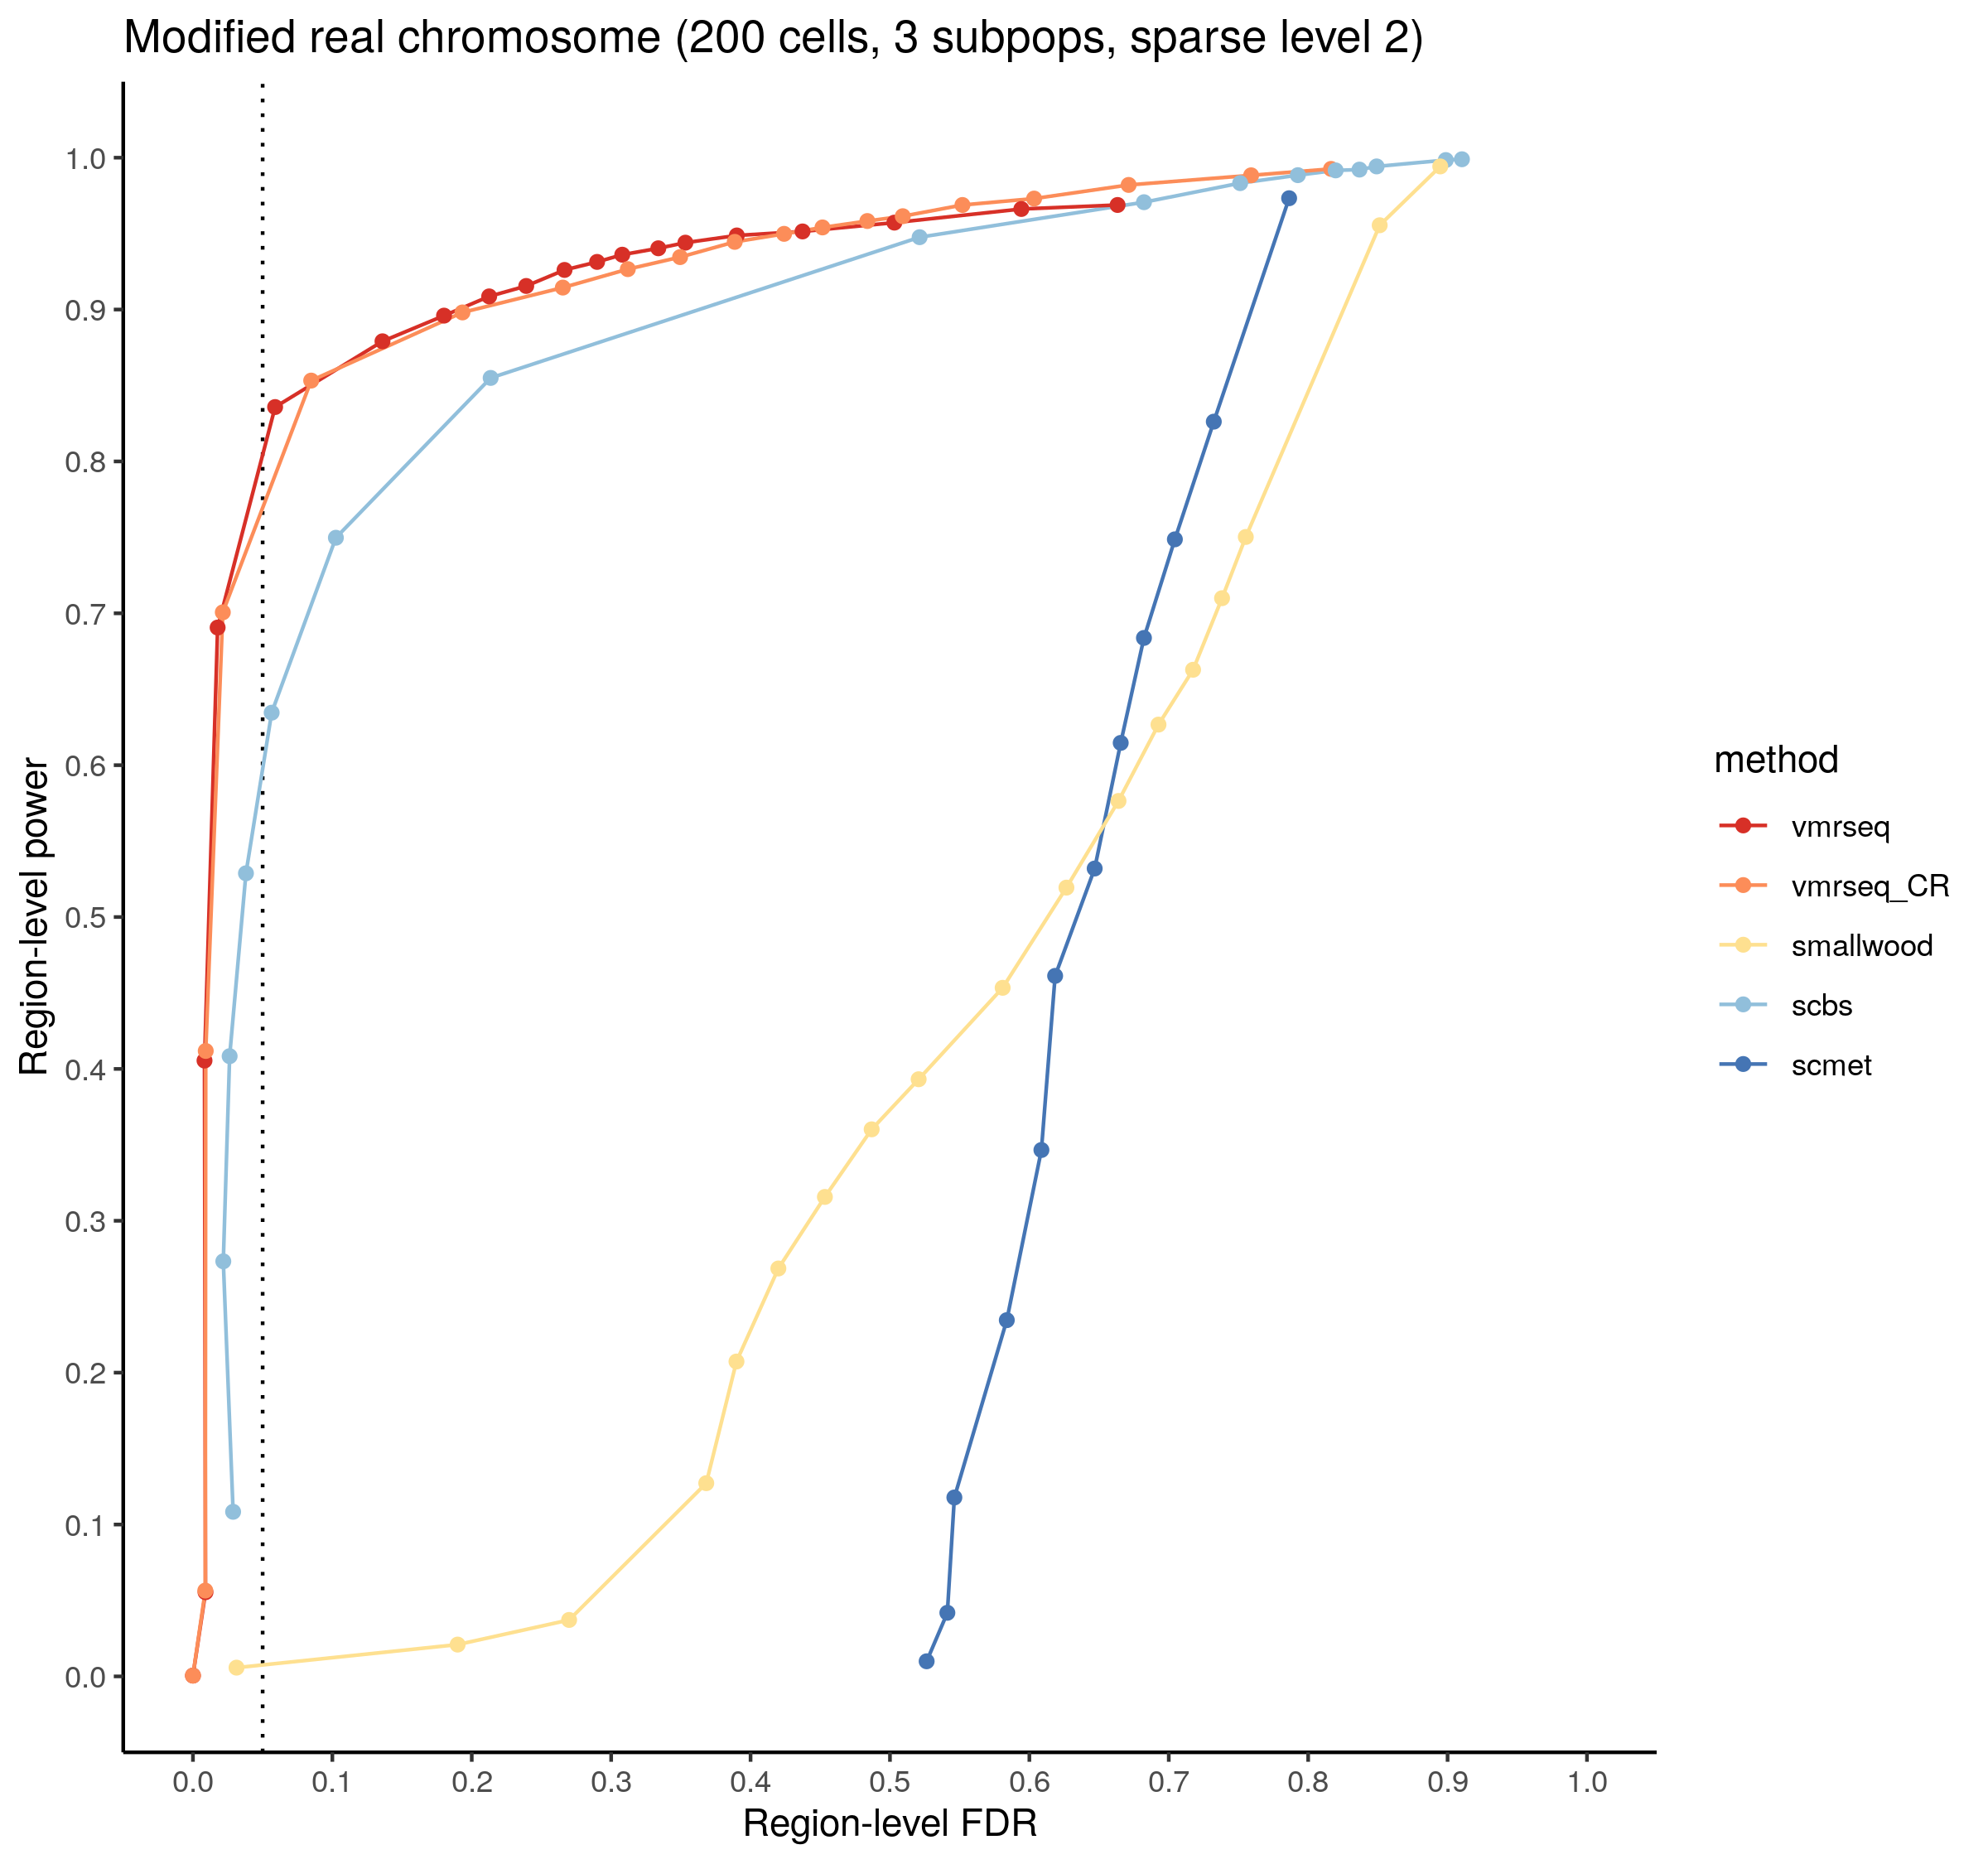 Modified real chromosome (200 cells, 3 subpops, sparse level 2)
Region-level power
1.0
0.9
0.8
0.7
0.6
0.5
0.4
0.3
0.2
0.1
0.0
0.0 0.1 0.2 0.3 0.4 0.5 0.6 0.7 0.8 0.9 1.0
Region-level FDR
method
vmrseq
vmrseq_CR
smallwood
scbs
scmet